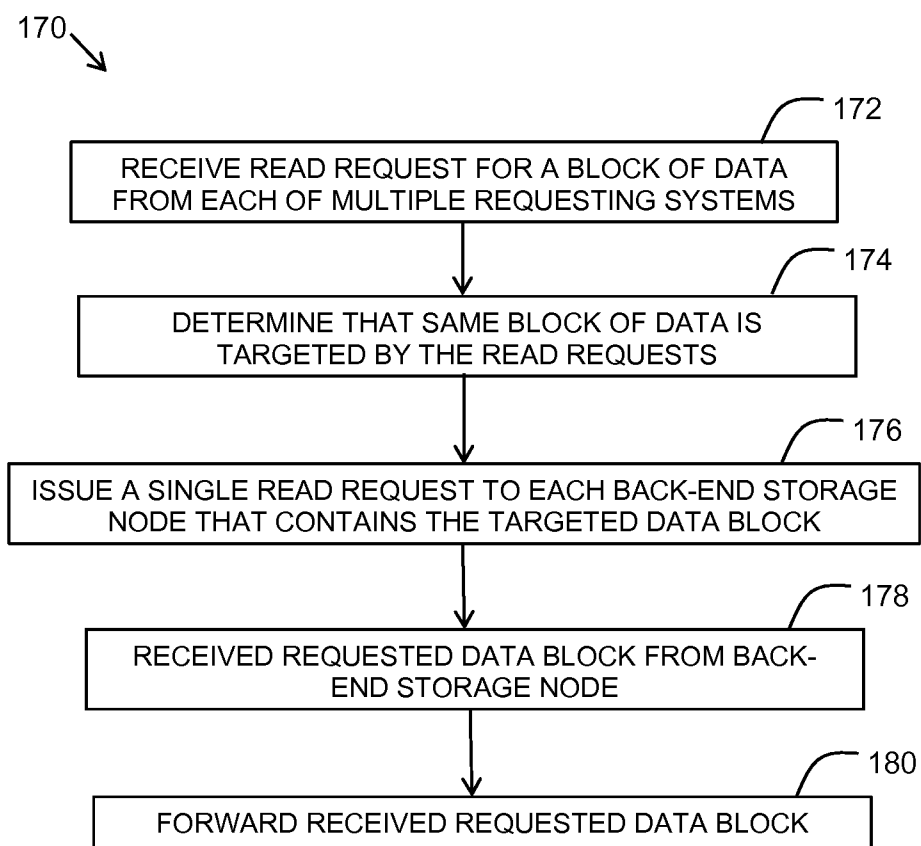 170
172
RECEIVE READ REQUEST FOR A BLOCK OF DATA
FROM EACH OF MULTIPLE REQUESTING SYSTEMS
174
DETERMINE THAT SAME BLOCK OF DATA IS
TARGETED BY THE READ REQUESTS
176
ISSUE A SINGLE READ REQUEST TO EACH BACK-END STORAGE
NODE THAT CONTAINS THE TARGETED DATA BLOCK
178
RECEIVED REQUESTED DATA BLOCK FROM BACK-
END STORAGE NODE
180
FORWARD RECEIVED REQUESTED DATA BLOCK